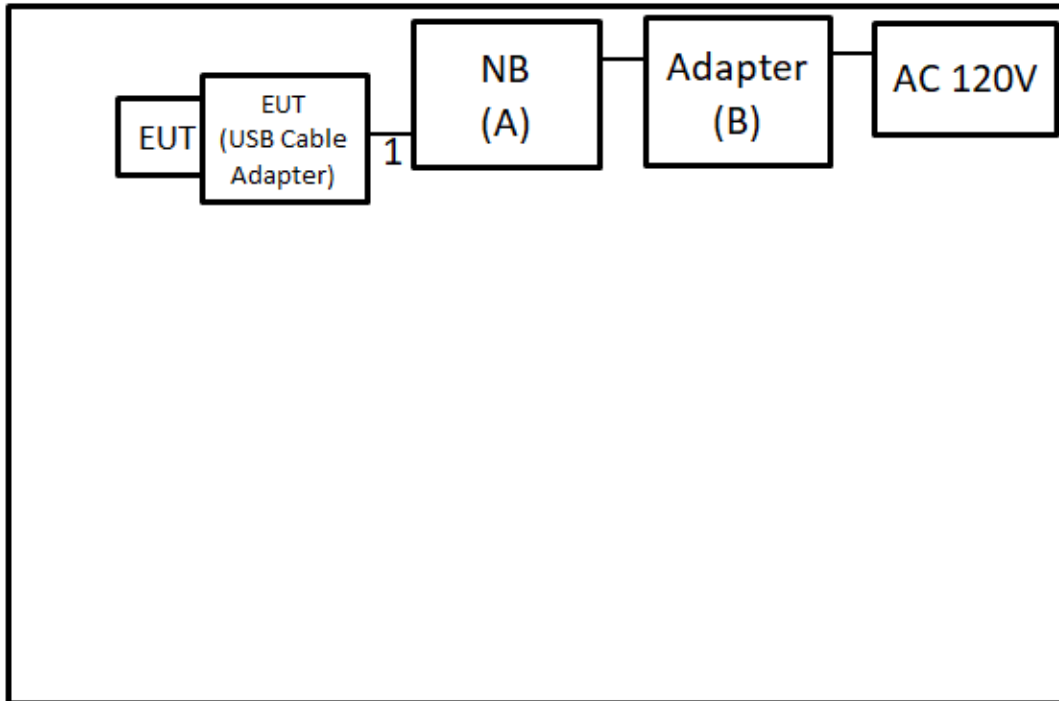 EUT
EUT
(USB Cable
Adapter)
1
NB
(A)
Adapter
(B)
AC 120V